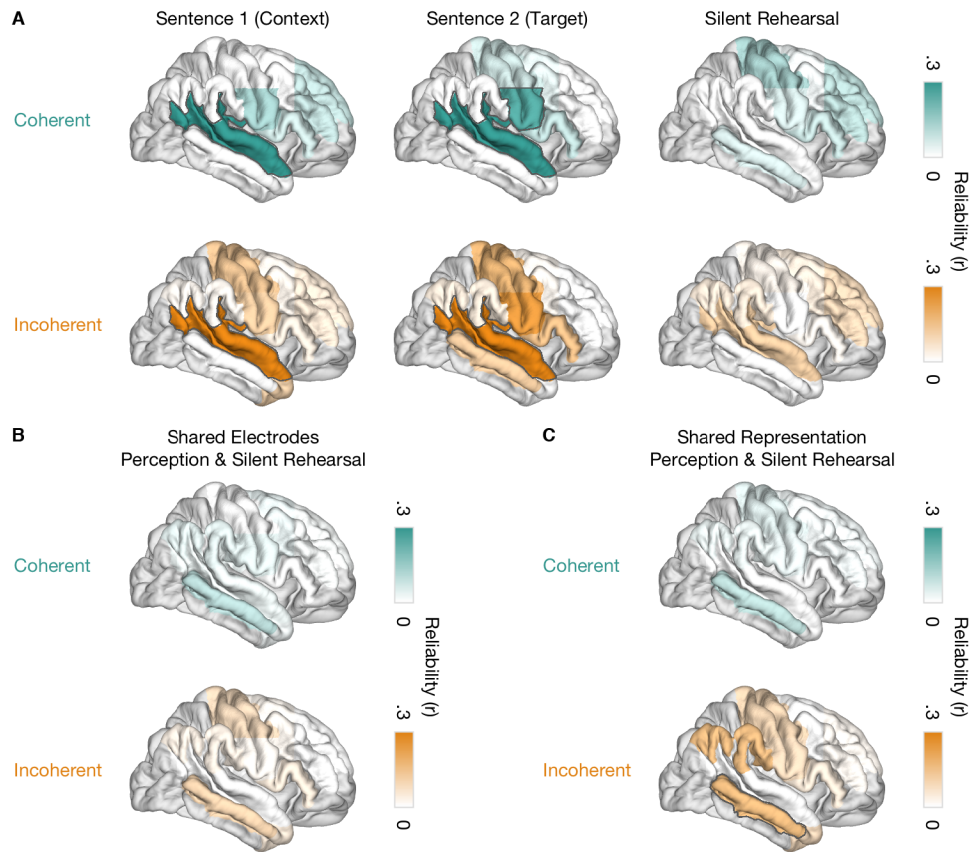 A
Sentence 1 (Context)
Sentence 2 (Target)
Silent Rehearsal
Coherent
.3
0
Reliability (r)
Incoherent
.3
0
B
Shared Electrodes
Perception & Silent Rehearsal
Coherent
.3
0
Reliability (r)
Incoherent
.3
0
C
Shared Representation
Perception & Silent Rehearsal
Coherent
.3
0
Reliability (r)
Incoherent
.3
0